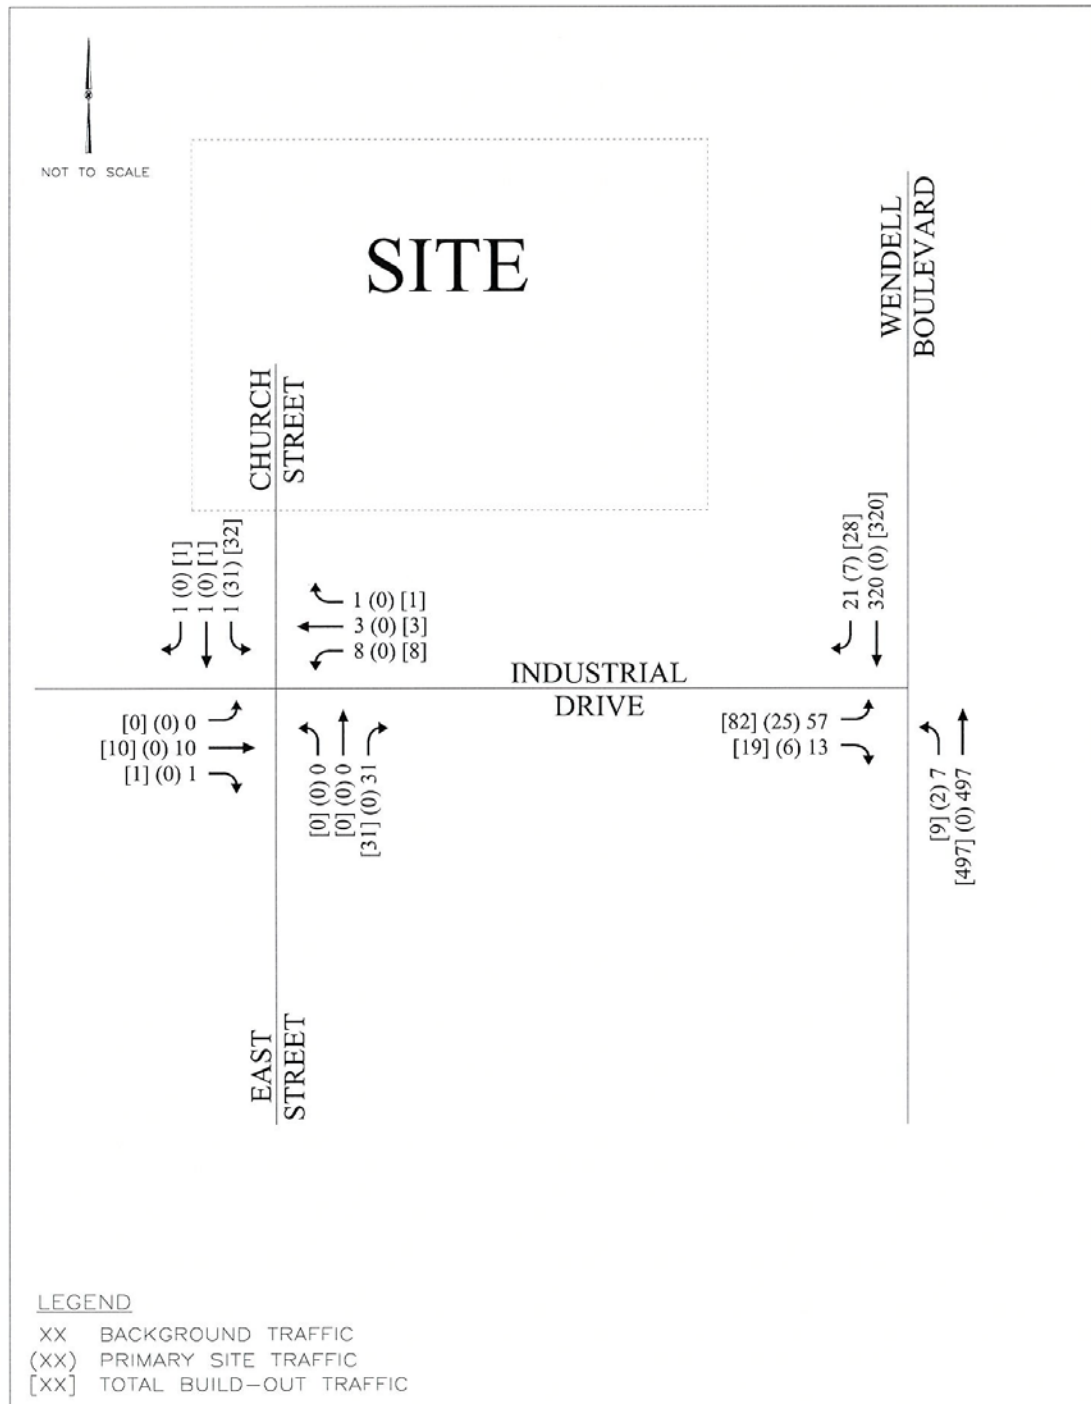 NOT TO SCALE
SITE
WENDELL
BOULEVARD
CHURCH
STREET
1 (0) [1]
1 (0) [1]
1 (31) [32]
21 (7) [28]
320 (0) [320]
1 (0) [1]
3 (0) [3]
8 (0) [8]
INDUSTRIAL
DRIVE
[0] (0) 0
[10] (0) 10
[1] (0) 1
[0] (0) 0
[0] (0) 0
[31] (0) 31
[82] (25) 57
[19] (6) 13
[9] (2) 7
[497] (0) 497
EAST
STREET
LEGEND
XX BACKGROUND TRAFFIC
(XX) PRIMARY SITE TRAFFIC
[XX] TOTAL BUILD-OUT TRAFFIC